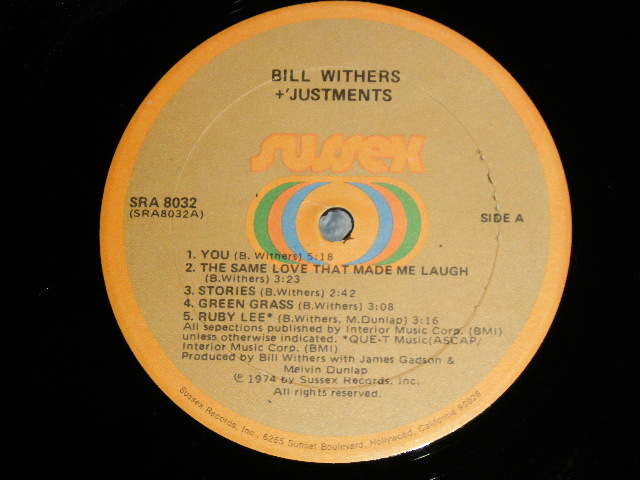 BILL WITHERS
+'JUSTMENTS
sussex
SRA 8032
(SRA8032A)
SIDE A
1. YOU (B. Withers) 5:18
2. THE SAME LOVE THAT MADE ME LAUGH
(B. Withers) 3:23
3. STORIES (B.Withers) 2:42
4. GREEN GRASS (B. Withers) 3:08
5. RUBY LEE* (B.Withers, M.Dunlap) 3:16
All sepections published by Interior Music Corp. (BMI)
unless otherwise indicated. *QUE-T Music(ASCAP/
Interior Music Corp. (BMI)
Produced by Bill Withers with James Gadson &
Melvin Dunlap
℗ 1974 by Sussex Records, Inc.
All rights reserved.
Sussex Records, Inc., 6255 Sunset Boulevard, Hollywood, California 90028